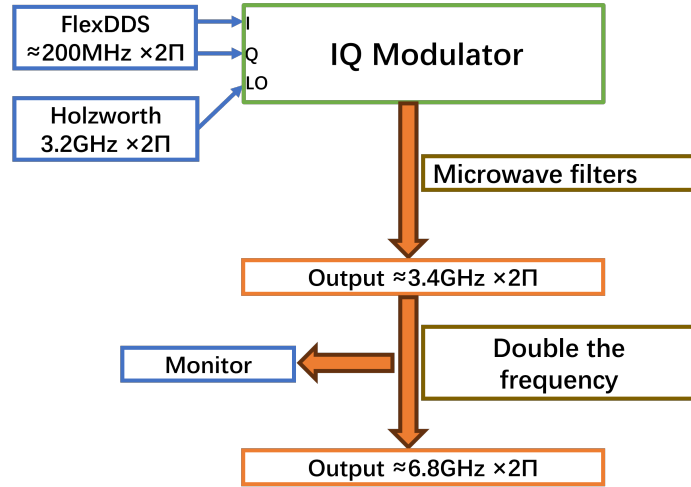 FlexDDS
≈200MHz ×2Π
I
Q
LO
IQ Modulator
Holzworth
3.2GHz ×2Π
Microwave filters
Output ≈3.4GHz ×2Π
Monitor
Double the
frequency
Output ≈6.8GHz ×2Π